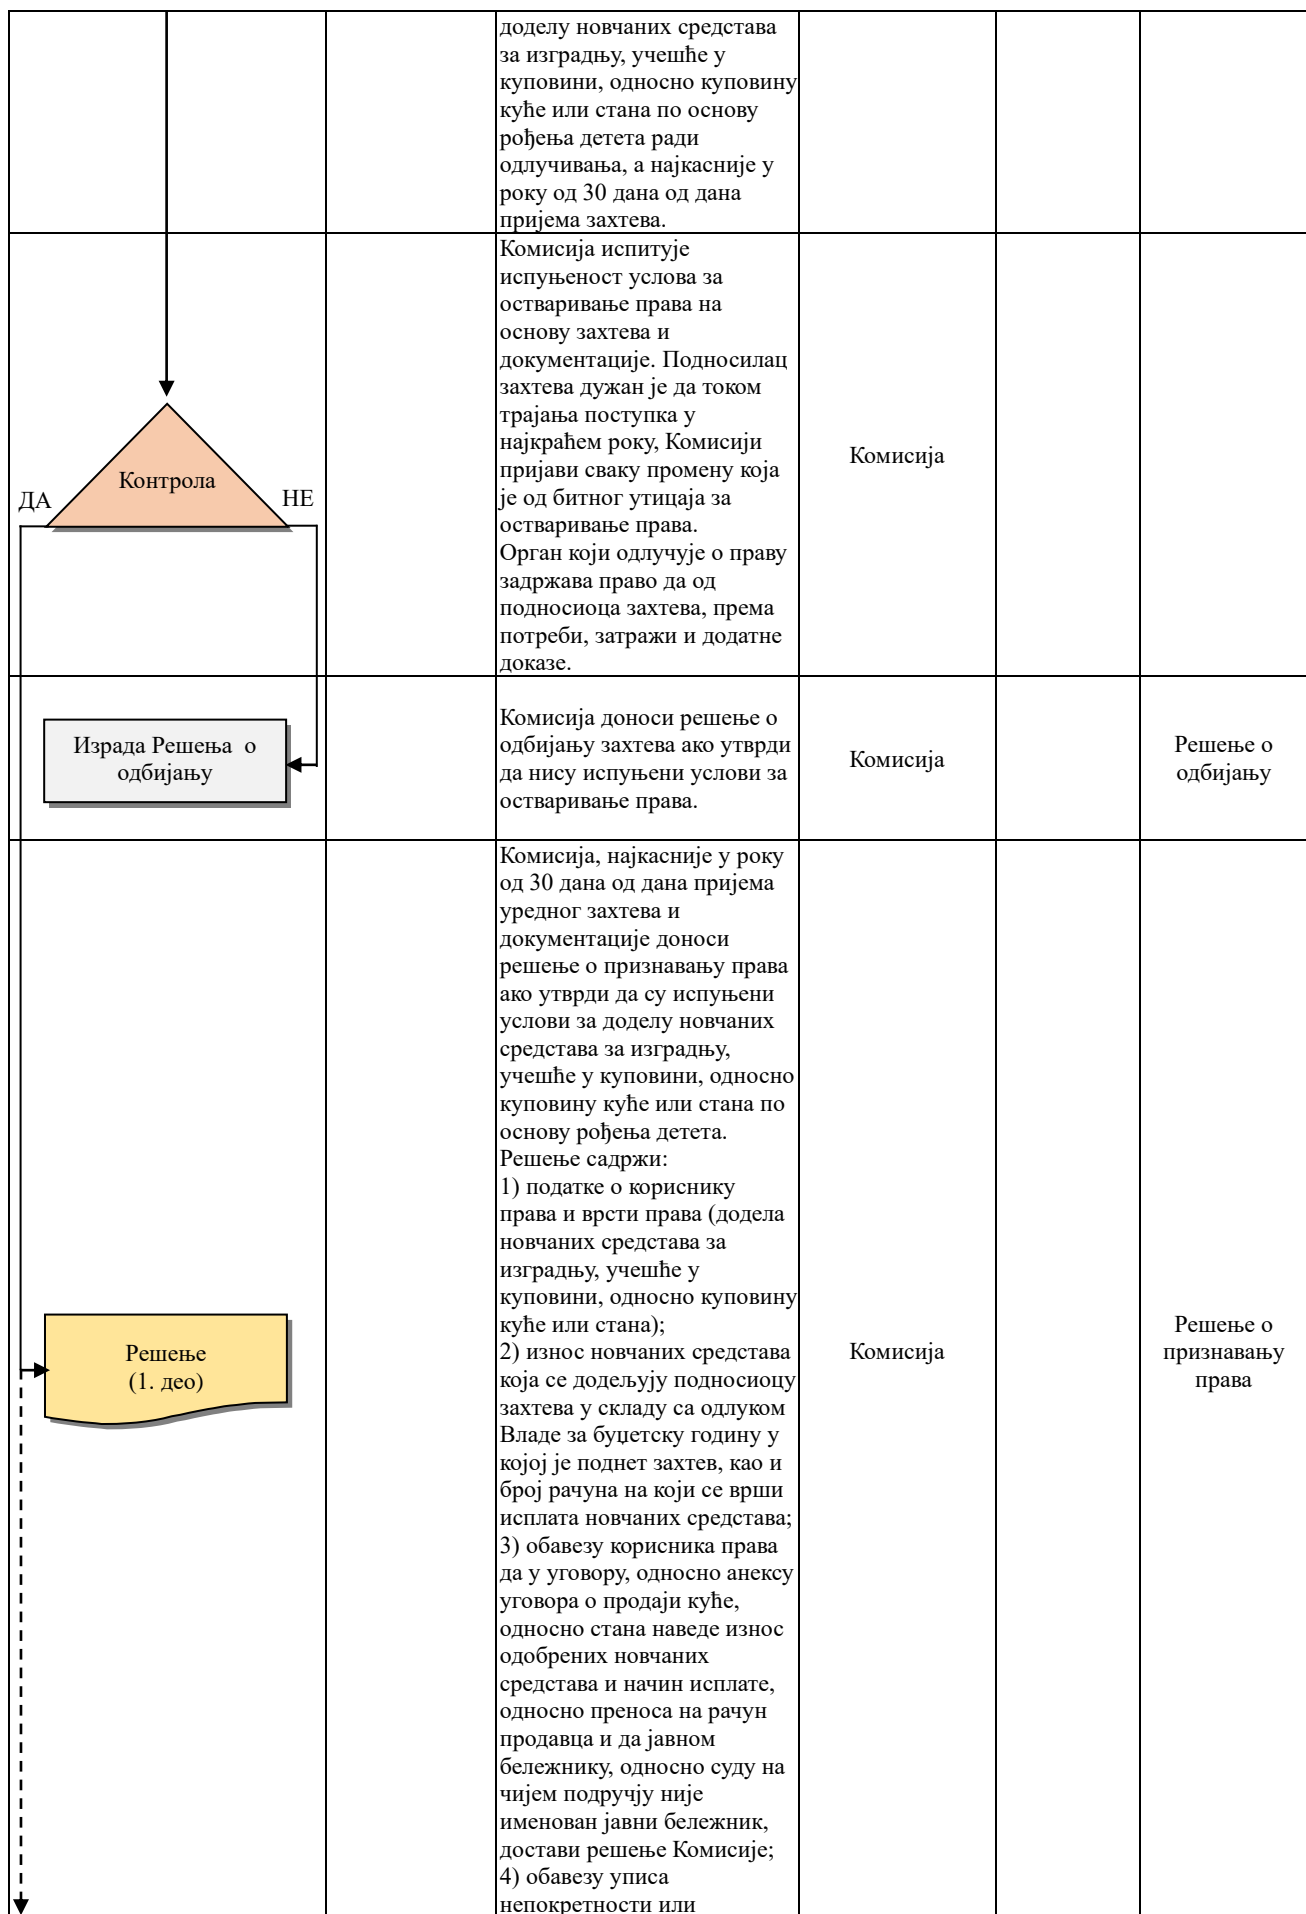 доделу новчаних средстава
за изградњу, учешће у
куповини, односно куповину
куће или стана по основу
рођења детета ради
одлучивања, а најкасније у
року од 30 дана од дана
пријема захтева.
Контрола
ДА
НЕ
Комисија испитује
испуњеност услова за
остваривање права на
основу захтева и
документације. Подносилац
захтева дужан је да током
трајања поступка у
најкраћем року, Комисији
пријави сваку промену која
је од битног утицаја за
остваривање права.
Орган који одлучује о праву
задржава право да од
подносиоца захтева, према
потреби, затражи и додатне
доказе.
Комисија
Израда Решења о
одбијању
Комисија доноси решење о
одбијању захтева ако утврди
да нису испуњени услови за
остваривање права.
Комисија
Решење о
одбијању
Решење
(1. део)
Комисија, најкасније у року
од 30 дана од дана пријема
уредног захтева и
документације доноси
решење о признавању права
ако утврди да су испуњени
услови за доделу новчаних
средстава за изградњу,
учешће у куповини, односно
куповину куће или стана по
основу рођења детета.
Решење садржи:
1) податке о кориснику
права и врсти права (додела
новчаних средстава за
изградњу, учешће у
куповини, односно куповину
куће или стана);
2) износ новчаних средстава
која се додељују подносиоцу
захтева у складу са одлуком
Владе за буџетску годину у
којој је поднет захтев, као и
број рачуна на који се врши
исплата новчаних средстава;
3) обавезу корисника права
да у уговору, односно анексу
уговора о продаји куће,
односно стана наведе износ
одобрених новчаних
средстава и начин исплате,
односно преноса на рачун
продавца и да јавном
бележнику, односно суду на
чијем подручју није
именован јавни бележник,
достави решење Комисије;
4) обавезу уписа
непокретности или
Комисија
Решење о
признавању
права